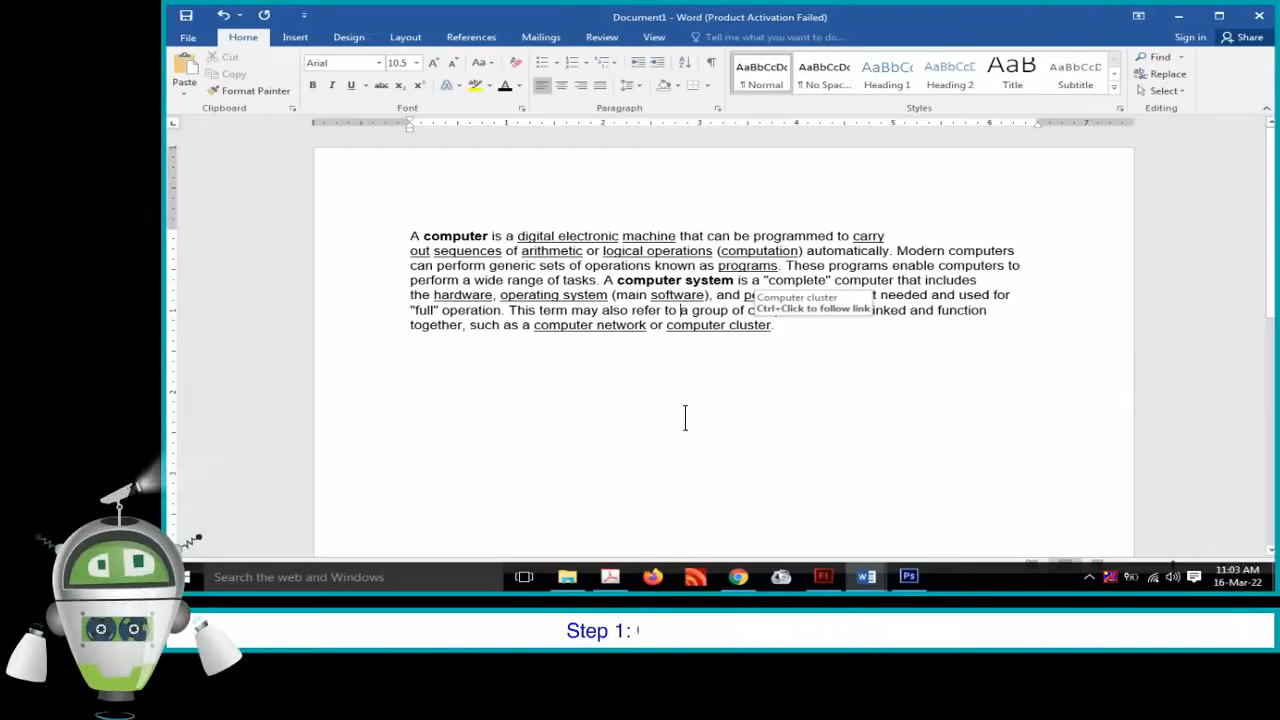 Document1 - Word (Product Activation Failed)
File Home Insert Design Layout References Mailings Review View Tell me what you want to do... Sign in Share
Paste
Cut
Copy
Format Painter
Clipboard
Arial 10.5
Font
Paragraph
AaBbCcDc AaBbCcDc AaBbCc AaBbCcD AaB AaBbCcD
¶ Normal ¶ No Spac... Heading 1 Heading 2 Title Subtitle
Styles
Find
Replace
Select
Editing
A computer is a digital electronic machine that can be programmed to carry
out sequences of arithmetic or logical operations (computation) automatically. Modern computers
can perform generic sets of operations known as programs. These programs enable computers to
perform a wide range of tasks. A computer system is a "complete" computer that includes
the hardware, operating system (main software), and needed and used for
"full" operation. This term may also refer to a group of and function
together, such as a computer network or computer cluster.
Computer cluster
Ctrl+Click to follow link
Search the web and Windows
11:03 AM
16-Mar-22
Step 1: